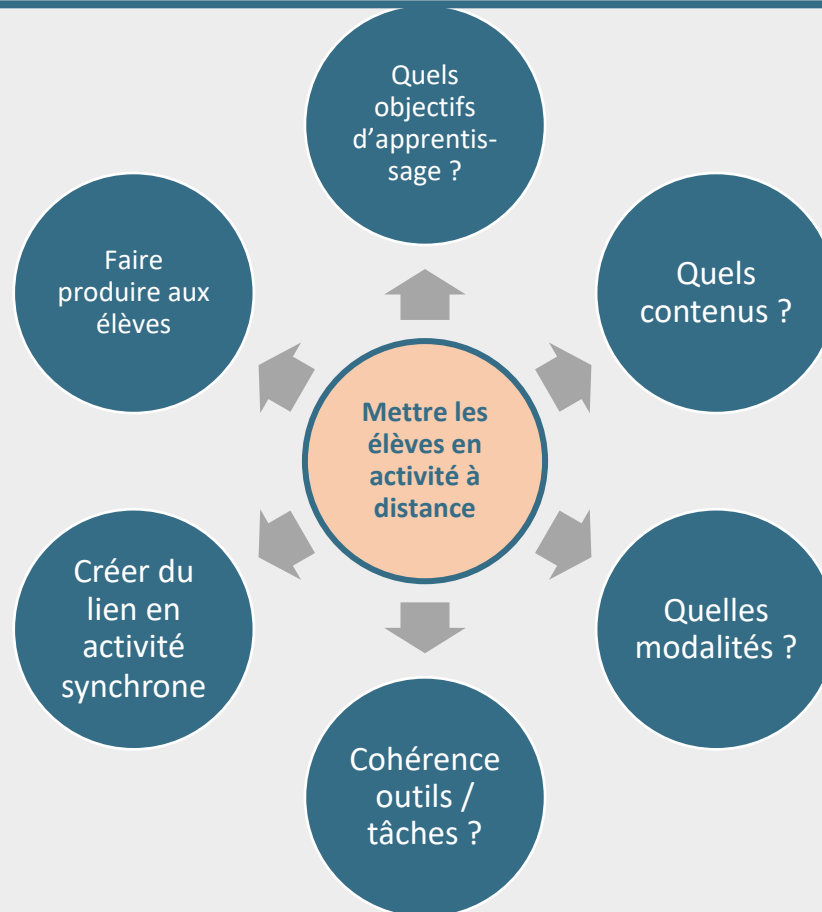 Quels
objectifs
d’apprentis-
sage ?
Quels
contenus ?
Quelles
modalités ?
Cohérence
outils /
tâches ?
Créer du
lien en
activité
synchrone
Faire
produire aux
élèves
Mettre les
élèves en
activité à
distance